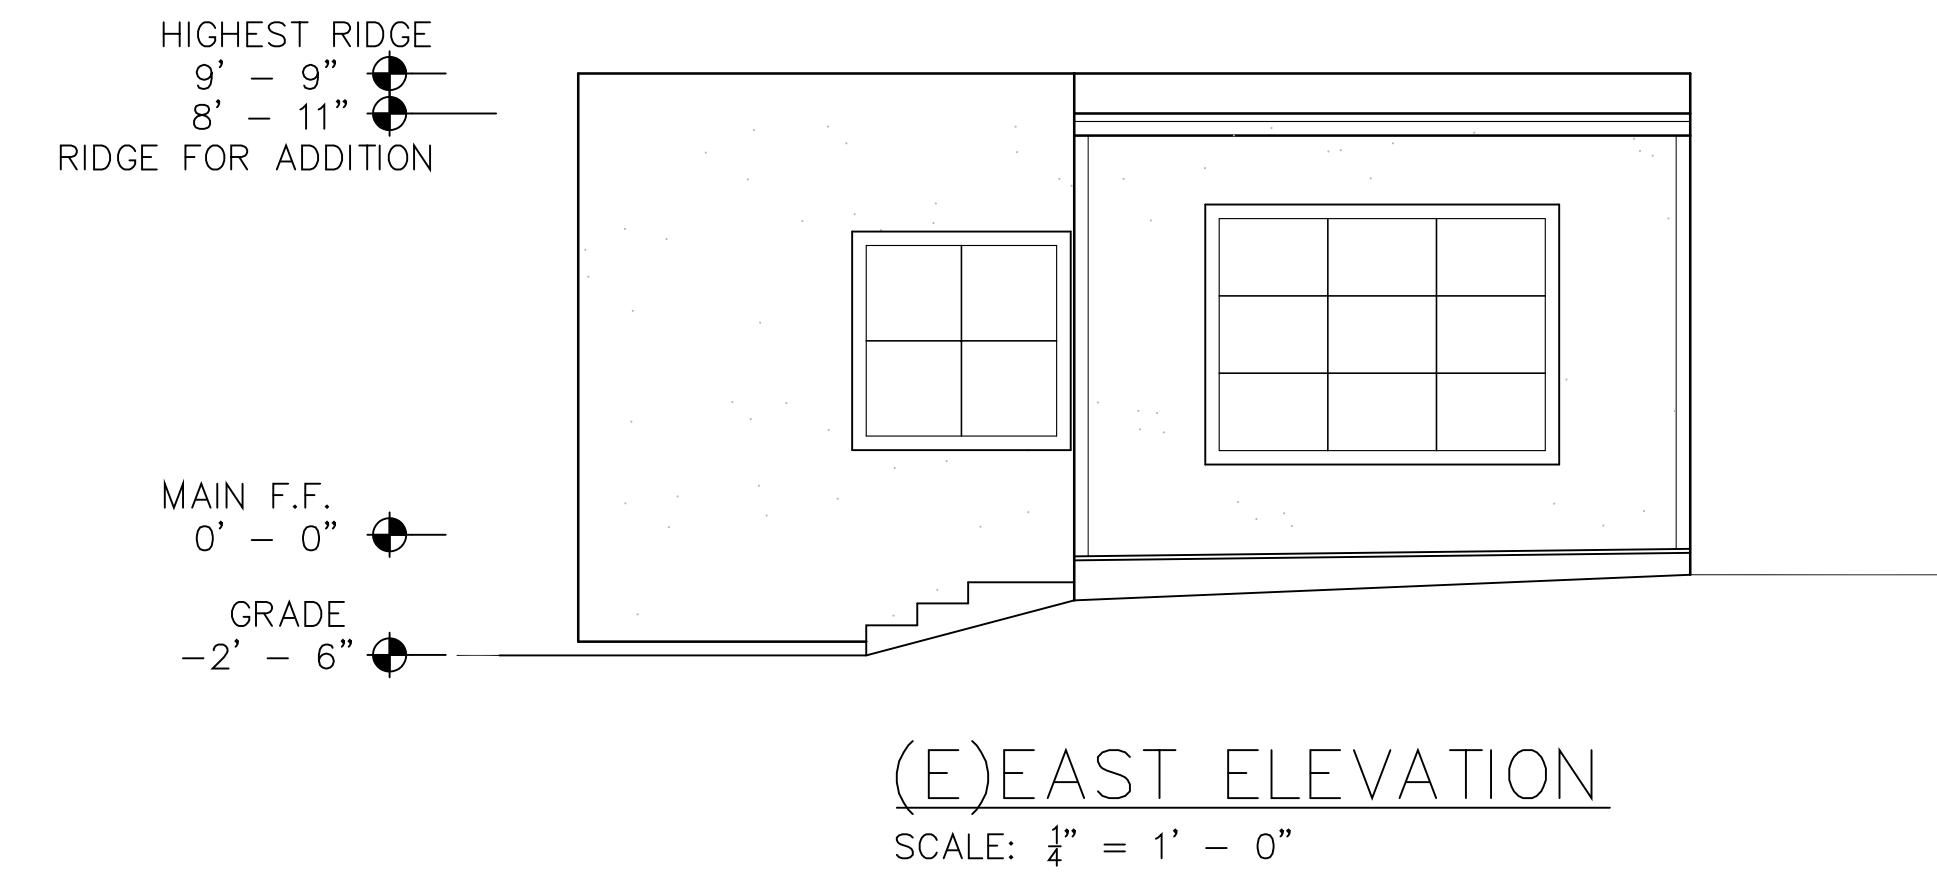 HIGHEST RIDGE
9' - 9"
8' - 11"
RIDGE FOR ADDITION
MAIN F.F.
0' - 0"
GRADE
-2' - 6"
(E)EAST ELEVATION
SCALE: ¼" = 1' - 0"